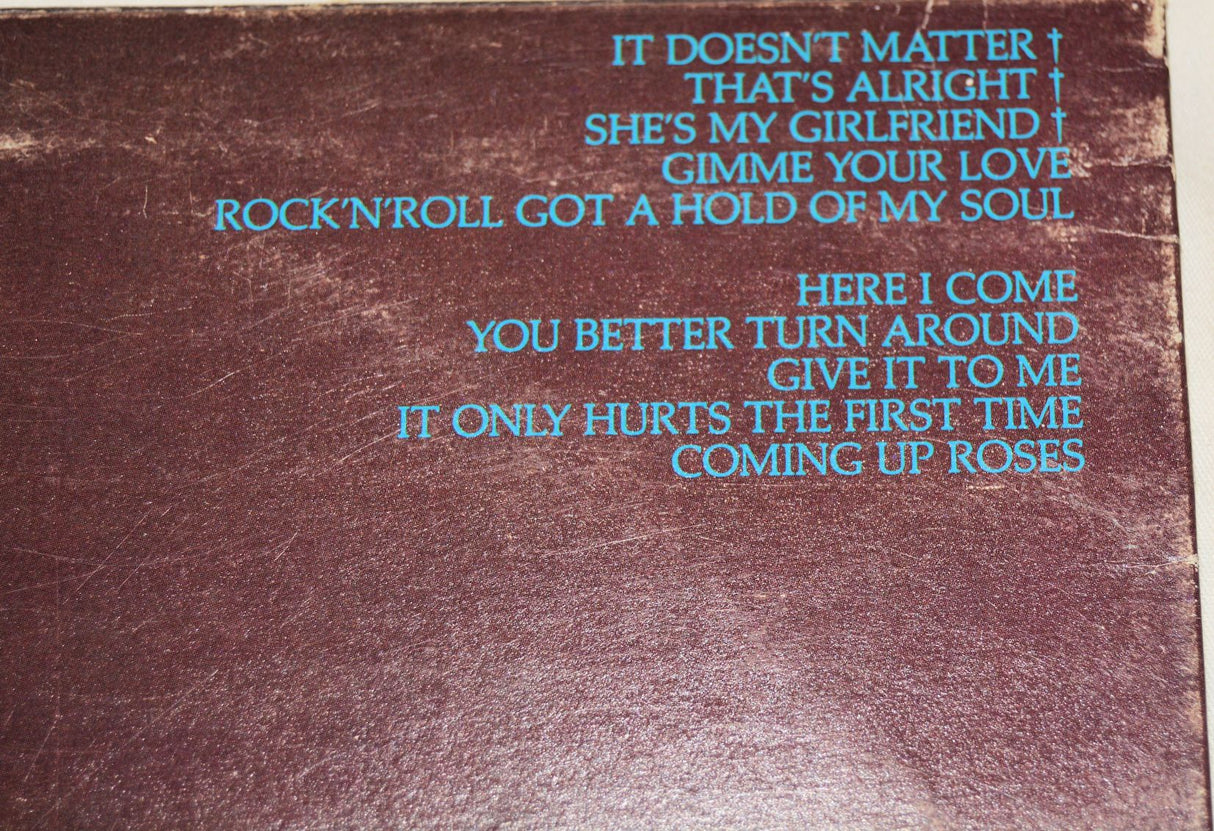 IT DOESN'T MATTER †
THAT'S ALRIGHT †
SHE'S MY GIRLFRIEND †
GIMME YOUR LOVE
ROCK'N'ROLL GOT A HOLD OF MY SOUL
HERE I COME
YOU BETTER TURN AROUND
GIVE IT TO ME
IT ONLY HURTS THE FIRST TIME
COMING UP ROSES